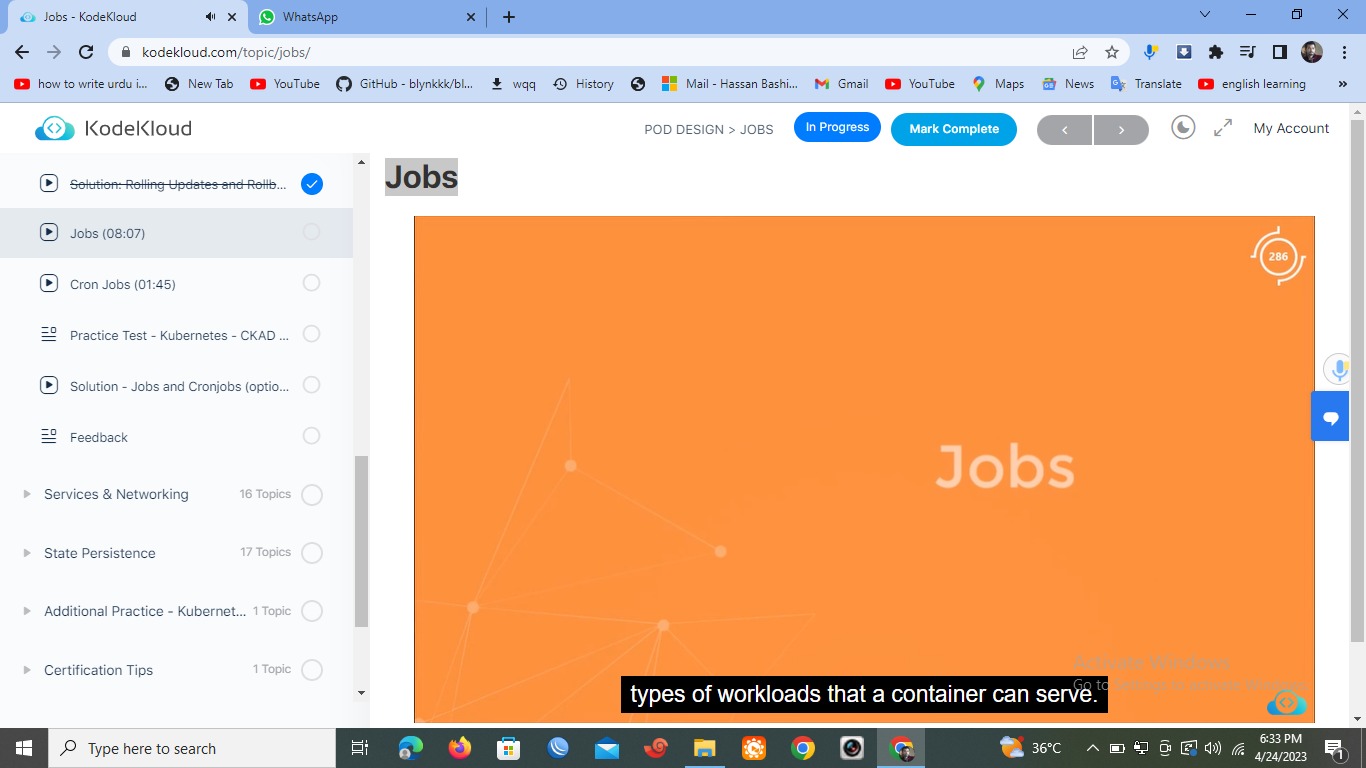 Jobs - KodeKloud
WhatsApp
kodekloud.com/topic/jobs/
how to write urdu i...
New Tab
YouTube
GitHub - blynkkk/bl...
wqq
History
Mail - Hassan Bashi...
Gmail
YouTube
Maps
News
Translate
english learning
»
KodeKloud
POD DESIGN > JOBS
In Progress
Mark Complete
My Account
Solution: Rolling Updates and Rollb...
Jobs (08:07)
Cron Jobs (01:45)
Practice Test - Kubernetes - CKAD ...
Solution - Jobs and Cronjobs (optio...
Feedback
Services & Networking 16 Topics
State Persistence 17 Topics
Additional Practice - Kubernet... 1 Topic
Certification Tips 1 Topic
Jobs
286
Jobs
Activate Windows
Go to Settings to activate Windows.
types of workloads that a container can serve.
Type here to search
36°C
6:33 PM
4/24/2023
1